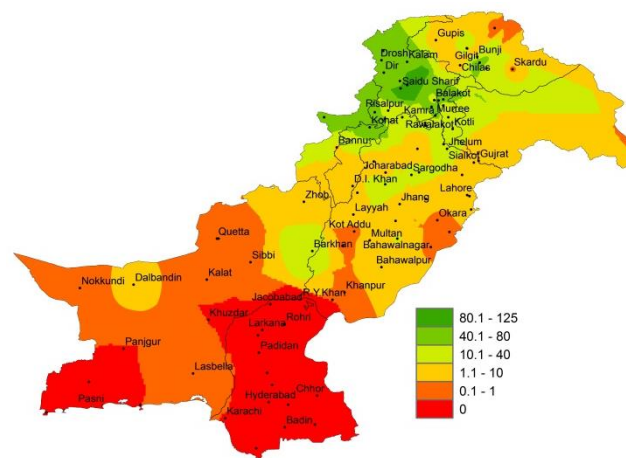 Gupis
Drosh
Kalam
Gilgit
Bunji
Dir
Chilas
Skardu
Saidu Sharif
Balakot
Risalpur
Kamra
Murree
Kohat
Rawalakot
Kotli
Bannu
Jhelum
Sialkot
Gujrat
Joharabad
Sargodha
D.I. Khan
Zhob
Layyah
Jhang
Lahore
Okara
Kot Addu
Quetta
Multan
Barkhan
Bahawalnagar
Sibbi
Bahawalpur
Nokkundi
Dalbandin
Kalat
R.Y Khan
Khanpur
Jacobabad
Khuzdar
Larkana
Rohri
Panjgur
Padidan
Lasbella
Pasni
Hyderabad
Chhor
Karachi
Badin
80.1 - 125
40.1 - 80
10.1 - 40
1.1 - 10
0.1 - 1
0